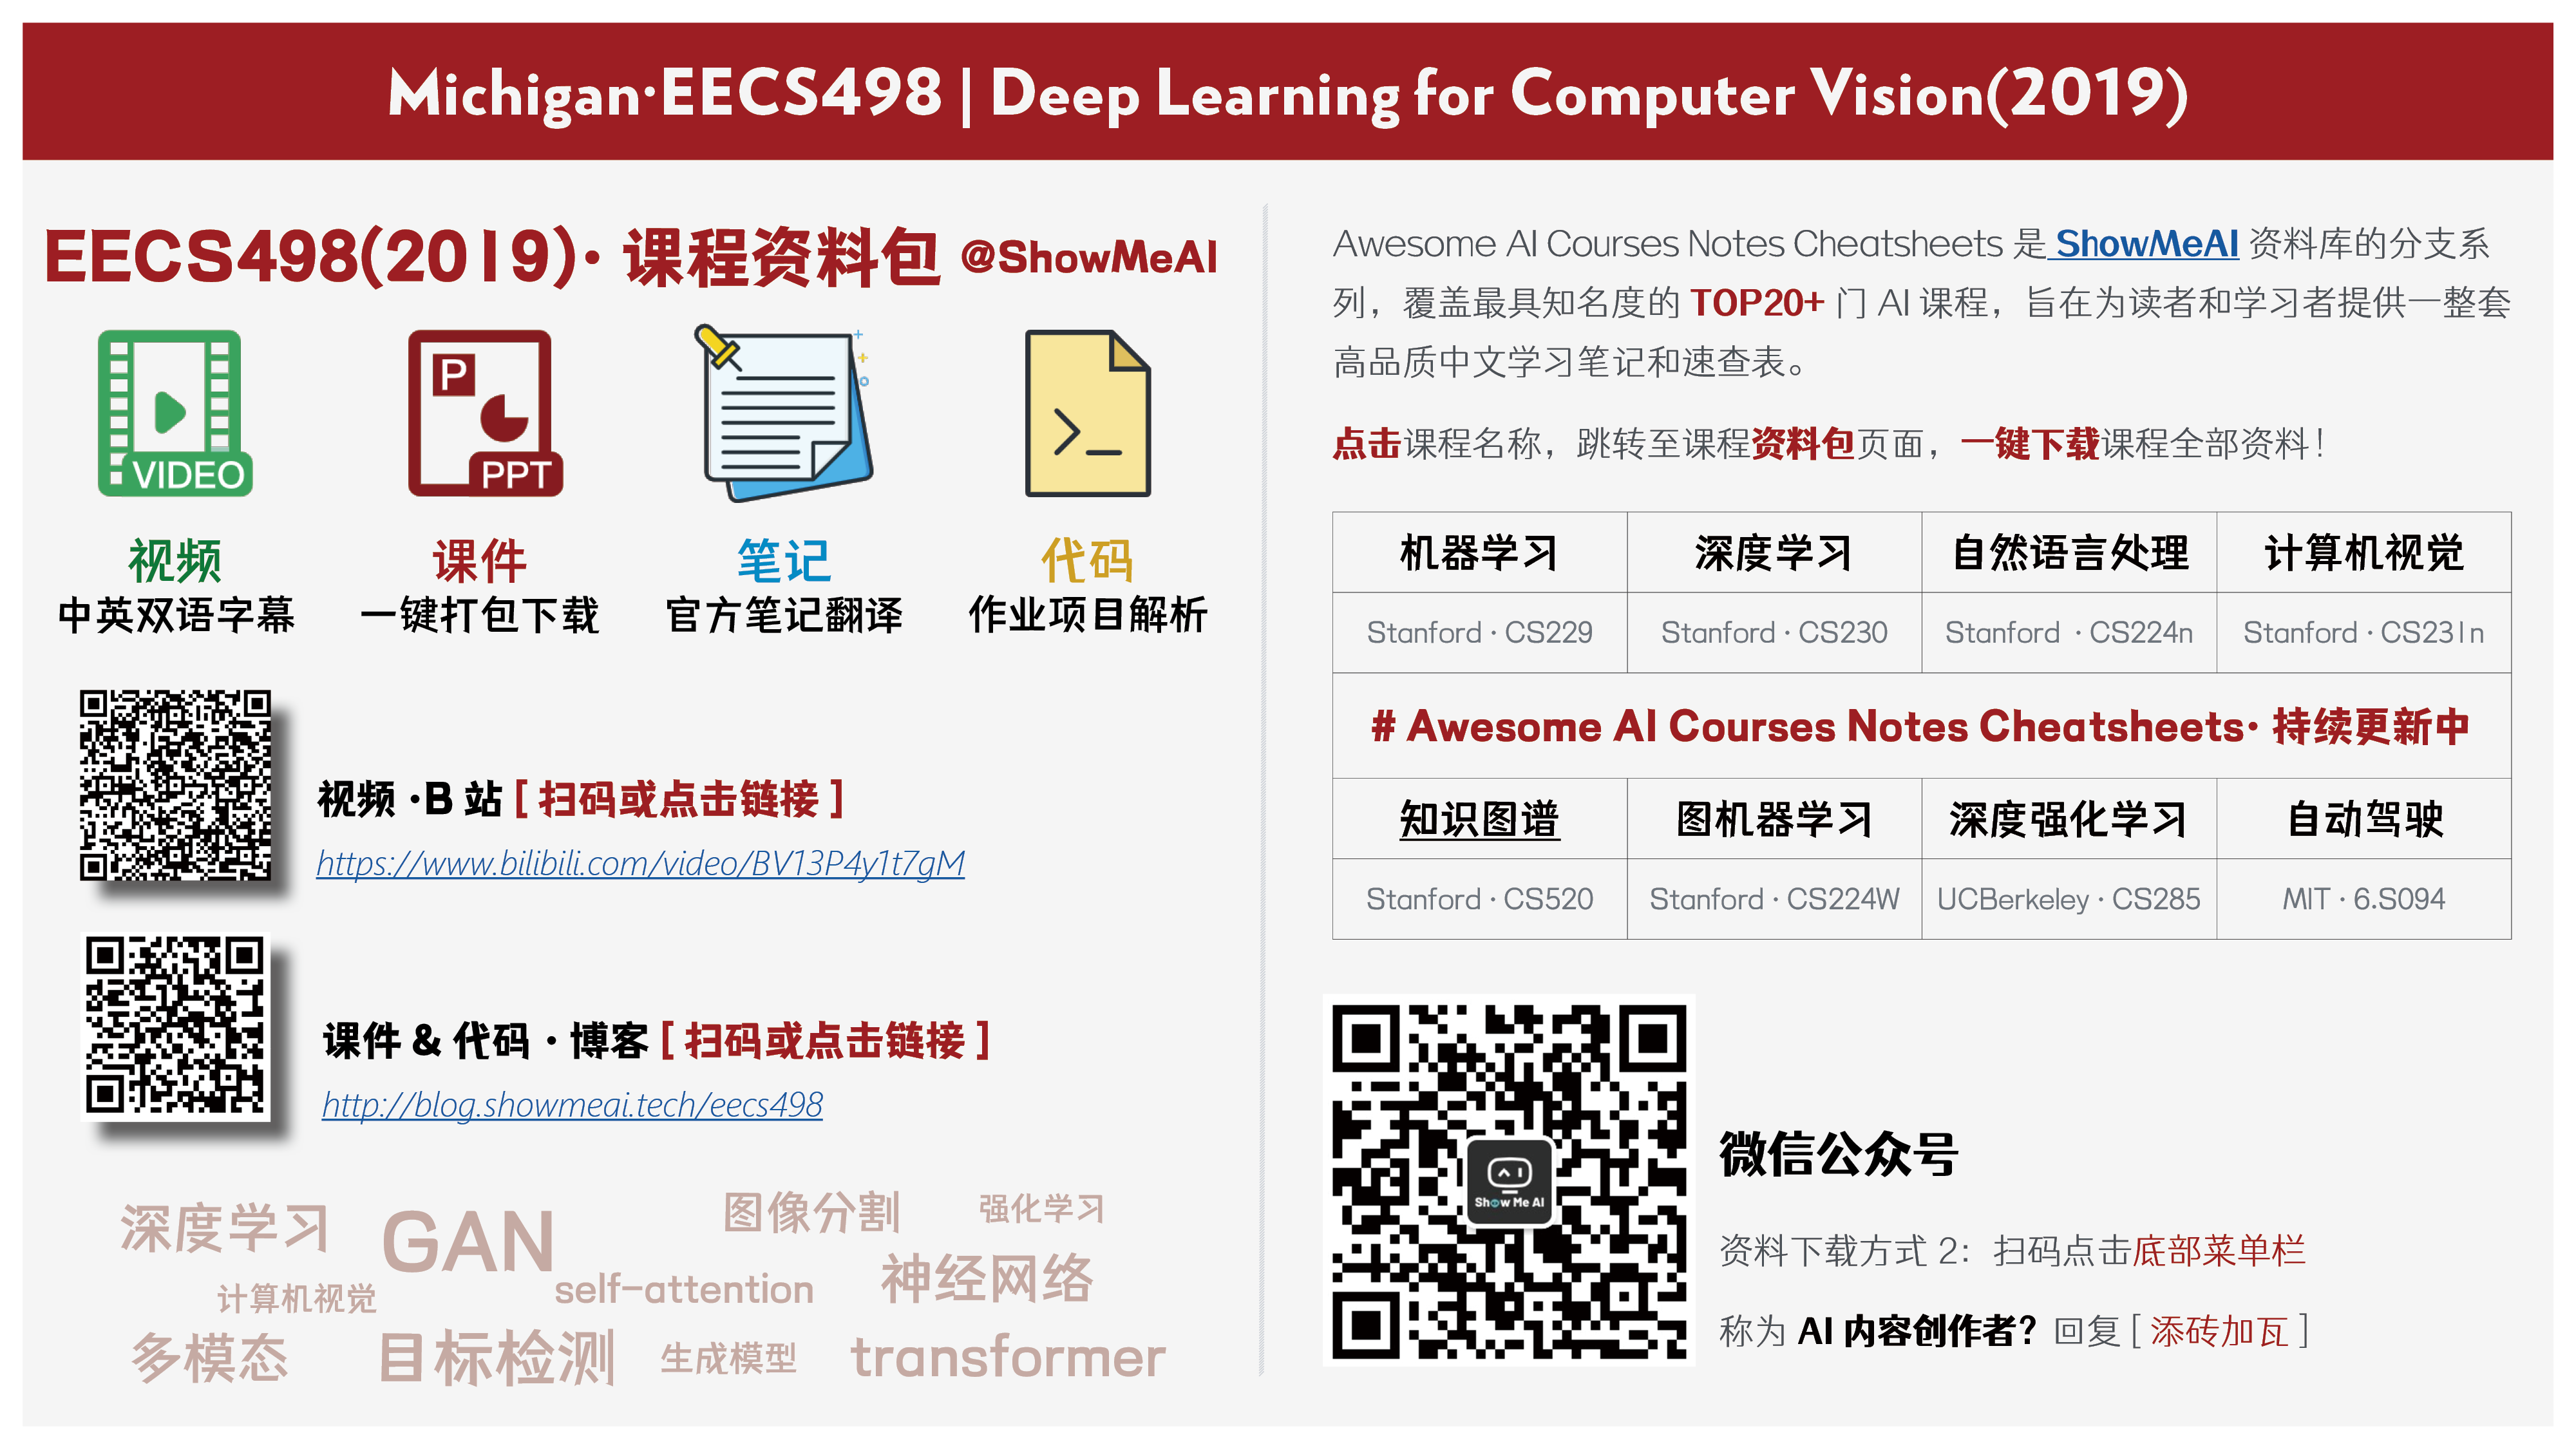 Michigan·EECS498 | Deep Learning for Computer Vision(2019)
EECS498(2019)· 课程资料包 @ShowMeAI
VIDEO
P
PPT
视频
课件
笔记
代码
中英双语字幕
一键打包下载
官方笔记翻译
作业项目解析
视频 ·B 站 [ 扫码或点击链接 ]
https://www.bilibili.com/video/BV13P4y1t7gM
课件 & 代码 · 博客 [ 扫码或点击链接 ]
http://blog.showmeai.tech/eecs498
深度学习
GAN
图像分割
强化学习
计算机视觉
self-attention
神经网络
多模态
目标检测
生成模型
transformer
Awesome AI Courses Notes Cheatsheets 是 ShowMeAI 资料库的分支系
列，覆盖最具知名度的 TOP20+ 门 AI 课程，旨在为读者和学习者提供一整套
高品质中文学习笔记和速查表。
点击课程名称，跳转至课程资料包页面，一键下载课程全部资料！
机器学习
深度学习
自然语言处理
计算机视觉
Stanford · CS229
Stanford · CS230
Stanford · CS224n
Stanford · CS231n
# Awesome AI Courses Notes Cheatsheets· 持续更新中
知识图谱
图机器学习
深度强化学习
自动驾驶
Stanford · CS520
Stanford · CS224W
UCBerkeley · CS285
MIT · 6.S094
Show Me AI
微信公众号
资料下载方式 2：扫码点击底部菜单栏
称为 AI 内容创作者？回复 [ 添砖加瓦 ]